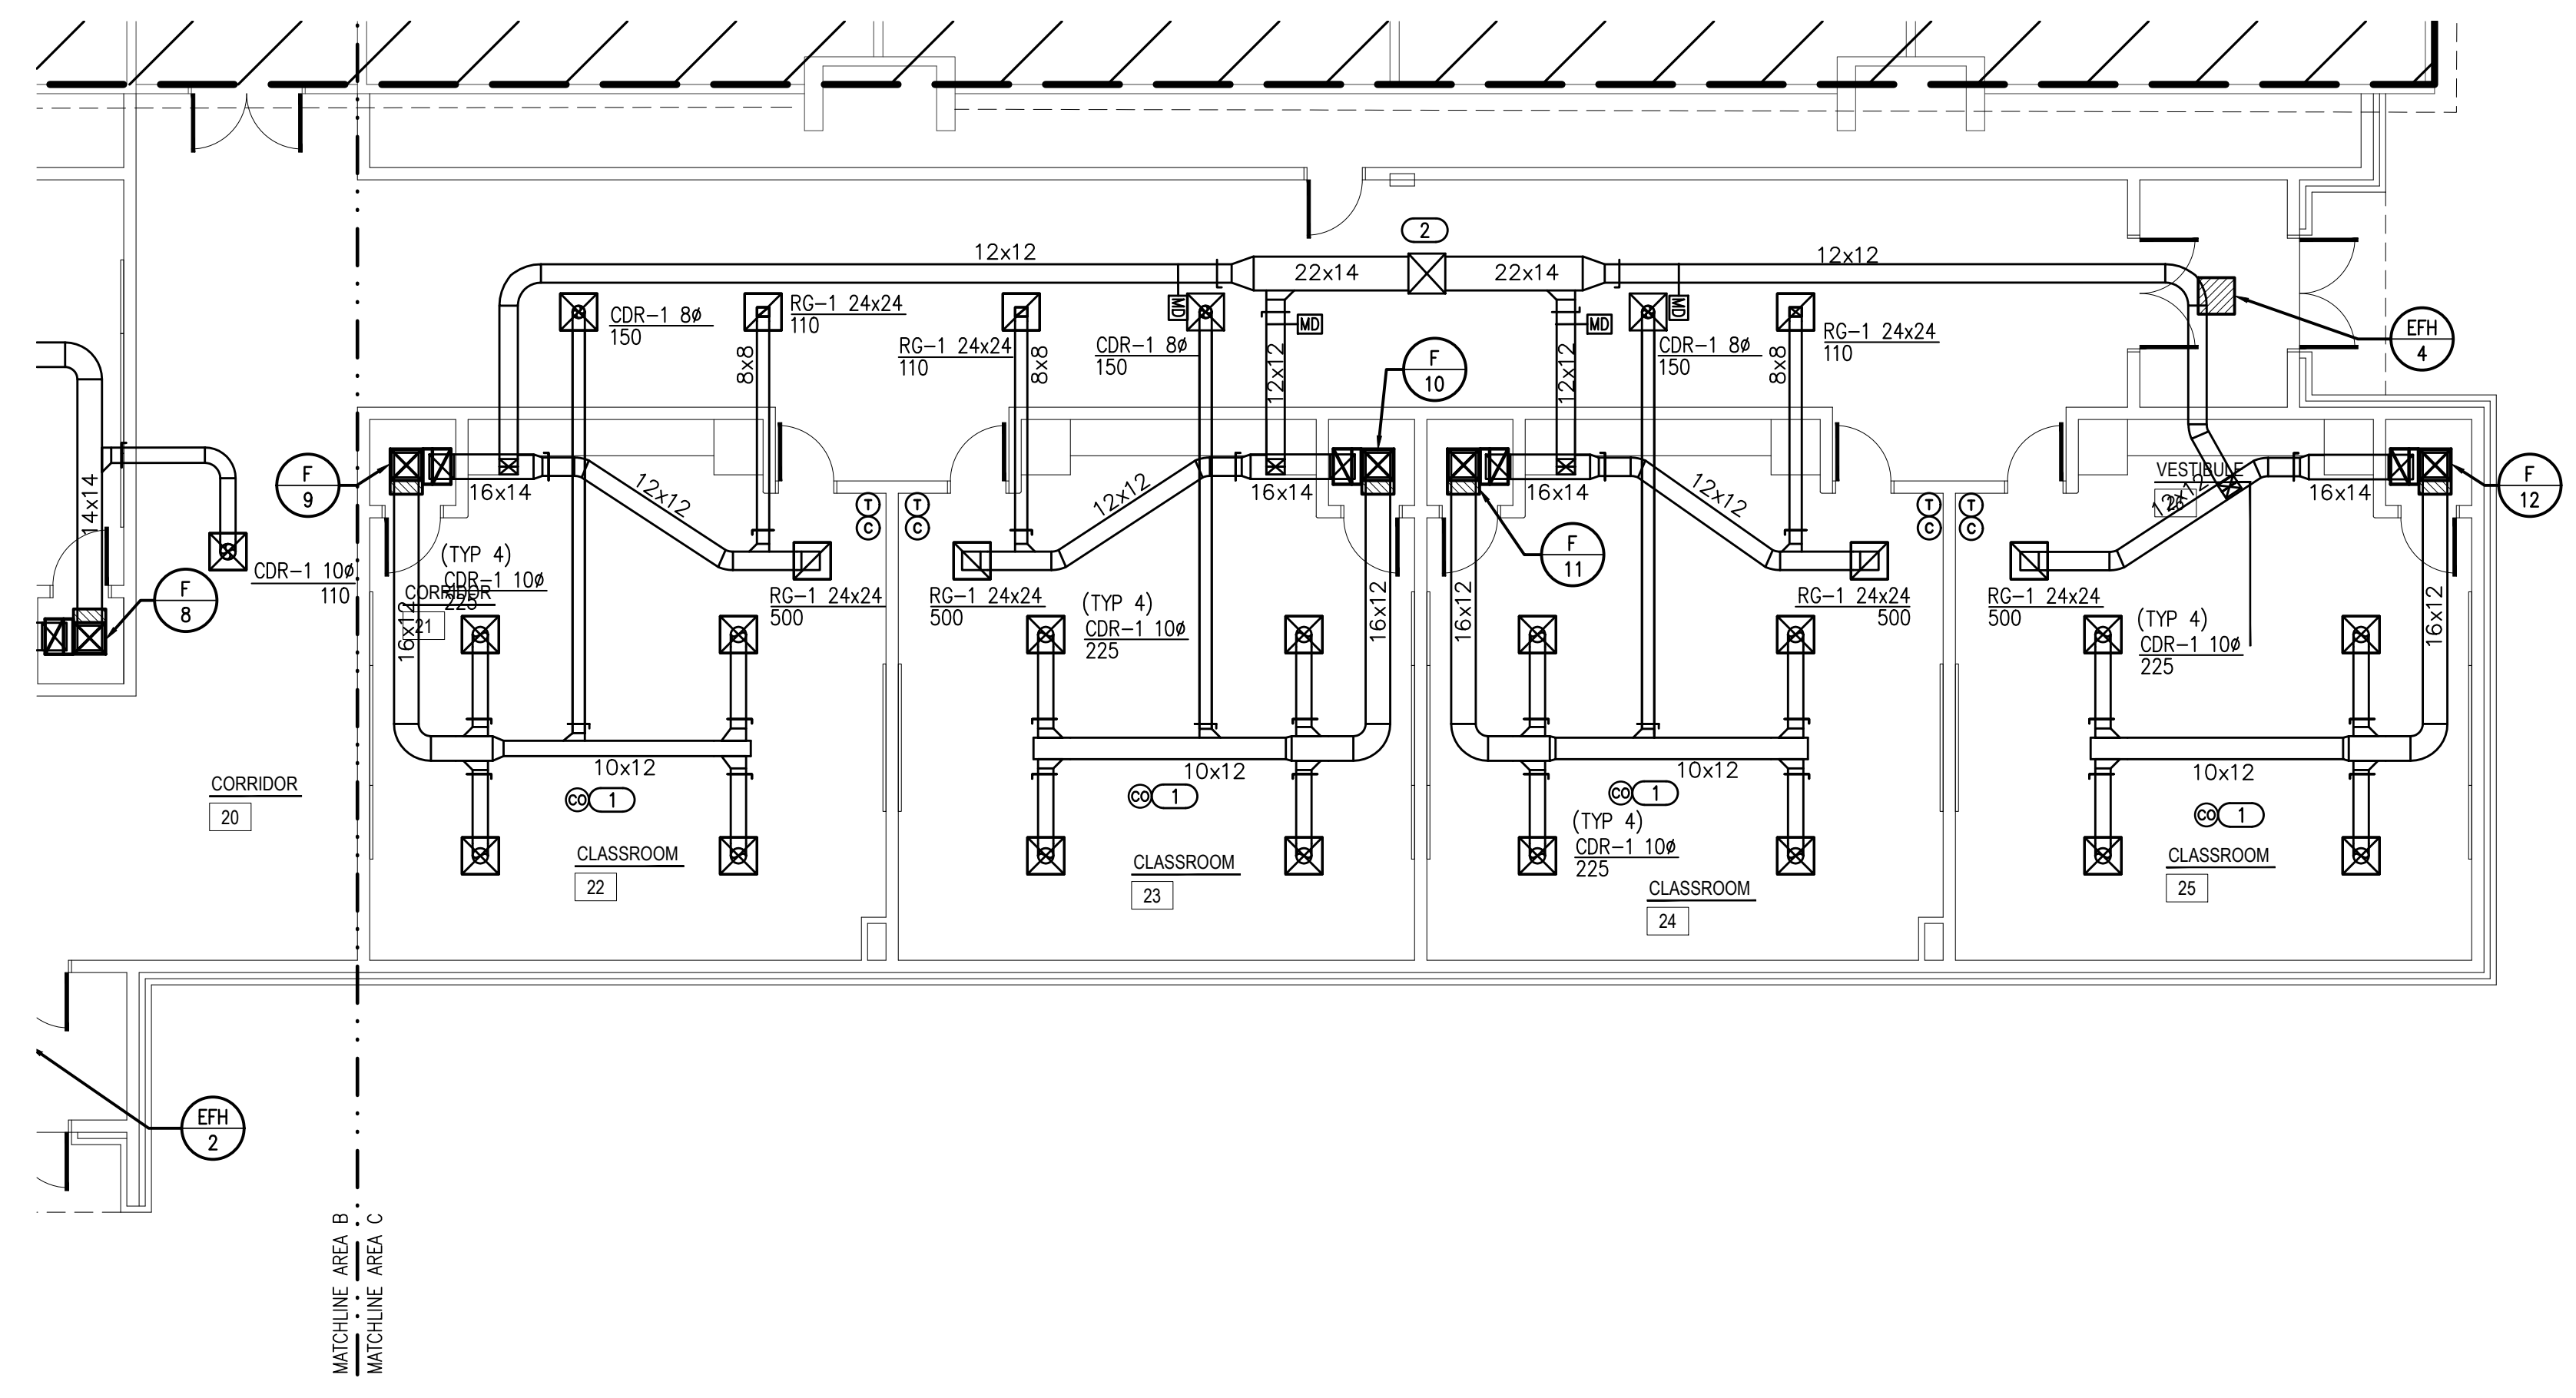 2
12x12
22x14
22x14
12x12
CDR-1 8ø
150
RG-1 24x24
110
8x8
RG-1 24x24
110
8x8
CDR-1 8ø
150
MD
MD
12x12
F
10
MD
MD
12x12
CDR-1 8ø
150
8x8
RG-1 24x24
110
EFH
4
F
9
16x14
12x12
T
C
T
C
12x12
16x14
16x14
12x12
T
C
T
C
VESTIBULE
26
12x12
16x14
F
12
14x14
CDR-1 10ø
110
F
8
(TYP 4)
CDR-1 10ø
225
CORRIDOR
21
16x12
RG-1 24x24
500
RG-1 24x24
500
(TYP 4)
CDR-1 10ø
225
16x12
F
11
16x12
RG-1 24x24
500
RG-1 24x24
500
(TYP 4)
CDR-1 10ø
225
16x12
10x12
CO 1
10x12
CO 1
10x12
CO 1
(TYP 4)
CDR-1 10ø
225
10x12
CO 1
CORRIDOR
20
CLASSROOM
22
CLASSROOM
23
CLASSROOM
24
CLASSROOM
25
EFH
2
MATCHLINE AREA B
MATCHLINE AREA C